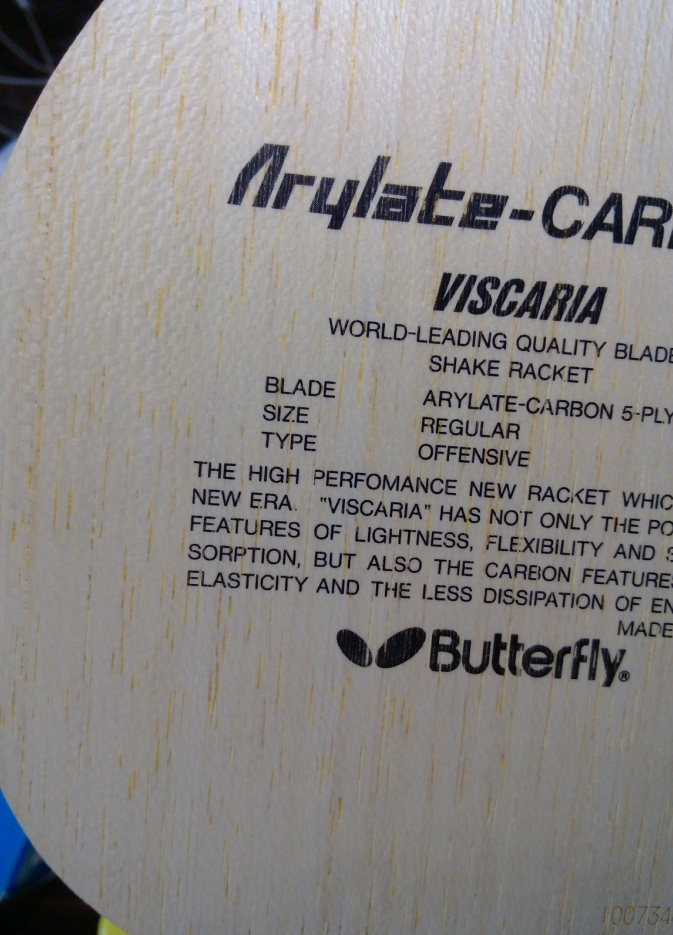 Arylate-CAR
VISCARIA
WORLD-LEADING QUALITY BLADE
SHAKE RACKET
BLADE ARYLATE-CARBON 5-PLY
SIZE REGULAR
TYPE OFFENSIVE
THE HIGH PERFOMANCE NEW RACKET WHIC
NEW ERA. "VISCARIA" HAS NOT ONLY THE PO
FEATURES OF LIGHTNESS, FLEXIBILITY AND S
SORPTION, BUT ALSO THE CARBON FEATURES
ELASTICITY AND THE LESS DISSIPATION OF EN
MADE
Butterfly®